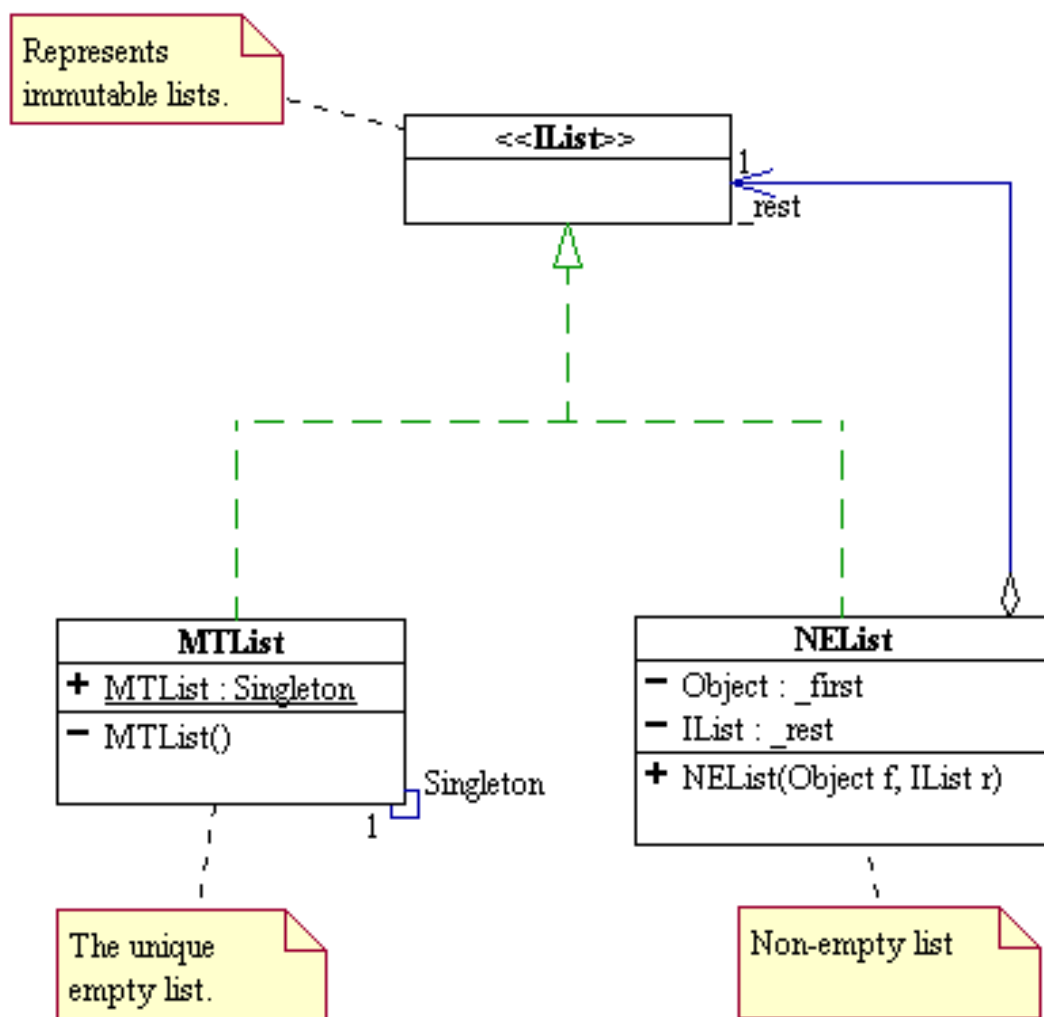 Represents
immutable lists.
<<IList>>
1
_rest
MTList
+ MTList : Singleton
- MTList()
Singleton
1
NEList
- Object : _first
- IList : _rest
+ NEList(Object f, IList r)
The unique
empty list.
Non-empty list